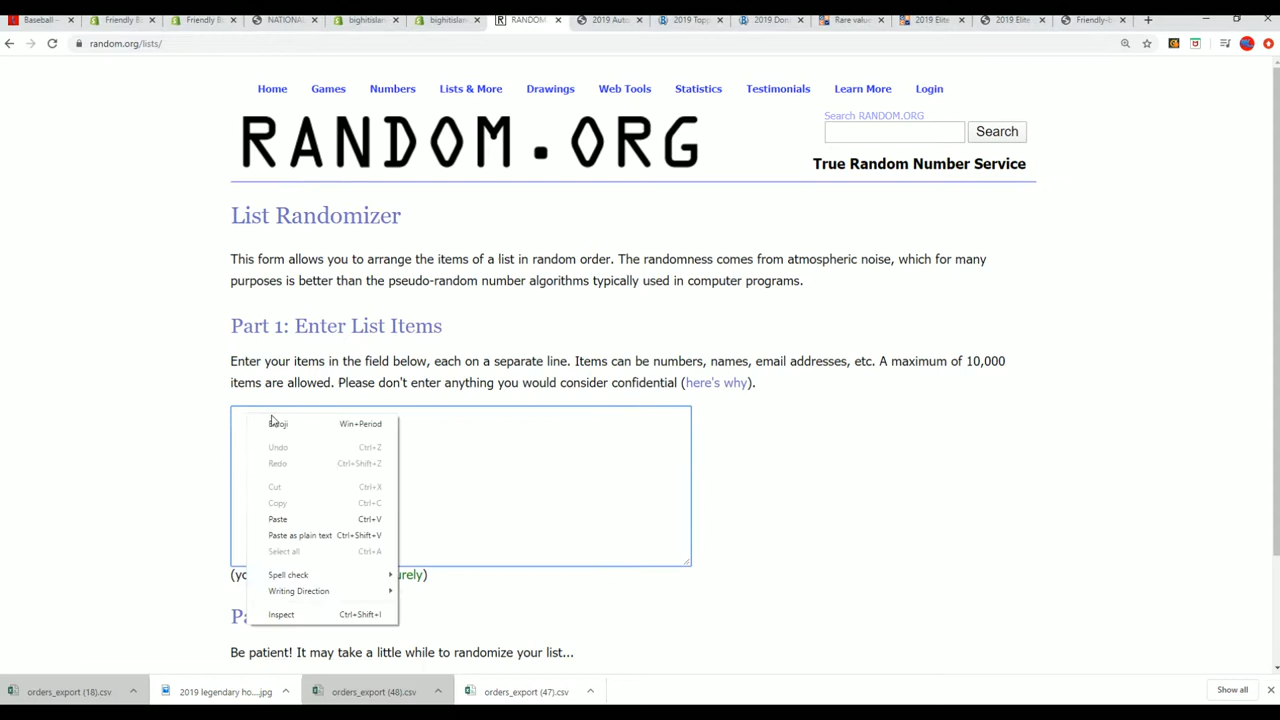 Baseball –
Friendly B
Friendly B
NATIONAL
bighitisland
bighitisland
RANDOM.
2019 Auto
2019 Topp
2019 Don
Rare value
2019 Elite
2019 Elite
Friendly-b
random.org/lists/
Home Games Numbers Lists & More Drawings Web Tools Statistics Testimonials Learn More Login
Search RANDOM.ORG
RANDOM.ORG
Search
True Random Number Service
List Randomizer
This form allows you to arrange the items of a list in random order. The randomness comes from atmospheric noise, which for many
purposes is better than the pseudo-random number algorithms typically used in computer programs.
Part 1: Enter List Items
Enter your items in the field below, each on a separate line. Items can be numbers, names, email addresses, etc. A maximum of 10,000
items are allowed. Please don't enter anything you would consider confidential (here's why).
Emoji Win+Period
Undo Ctrl+Z
Redo Ctrl+Shift+Z
Cut Ctrl+X
Copy Ctrl+C
Paste Ctrl+V
Paste as plain text Ctrl+Shift+V
Select all Ctrl+A
Spell check
Writing Direction
Inspect Ctrl+Shift+I
(yo urely)
Pa
Be patient! It may take a little while to randomize your list...
orders_export (18).csv
2019 legendary ho....jpg
orders_export (48).csv
orders_export (47).csv
Show all